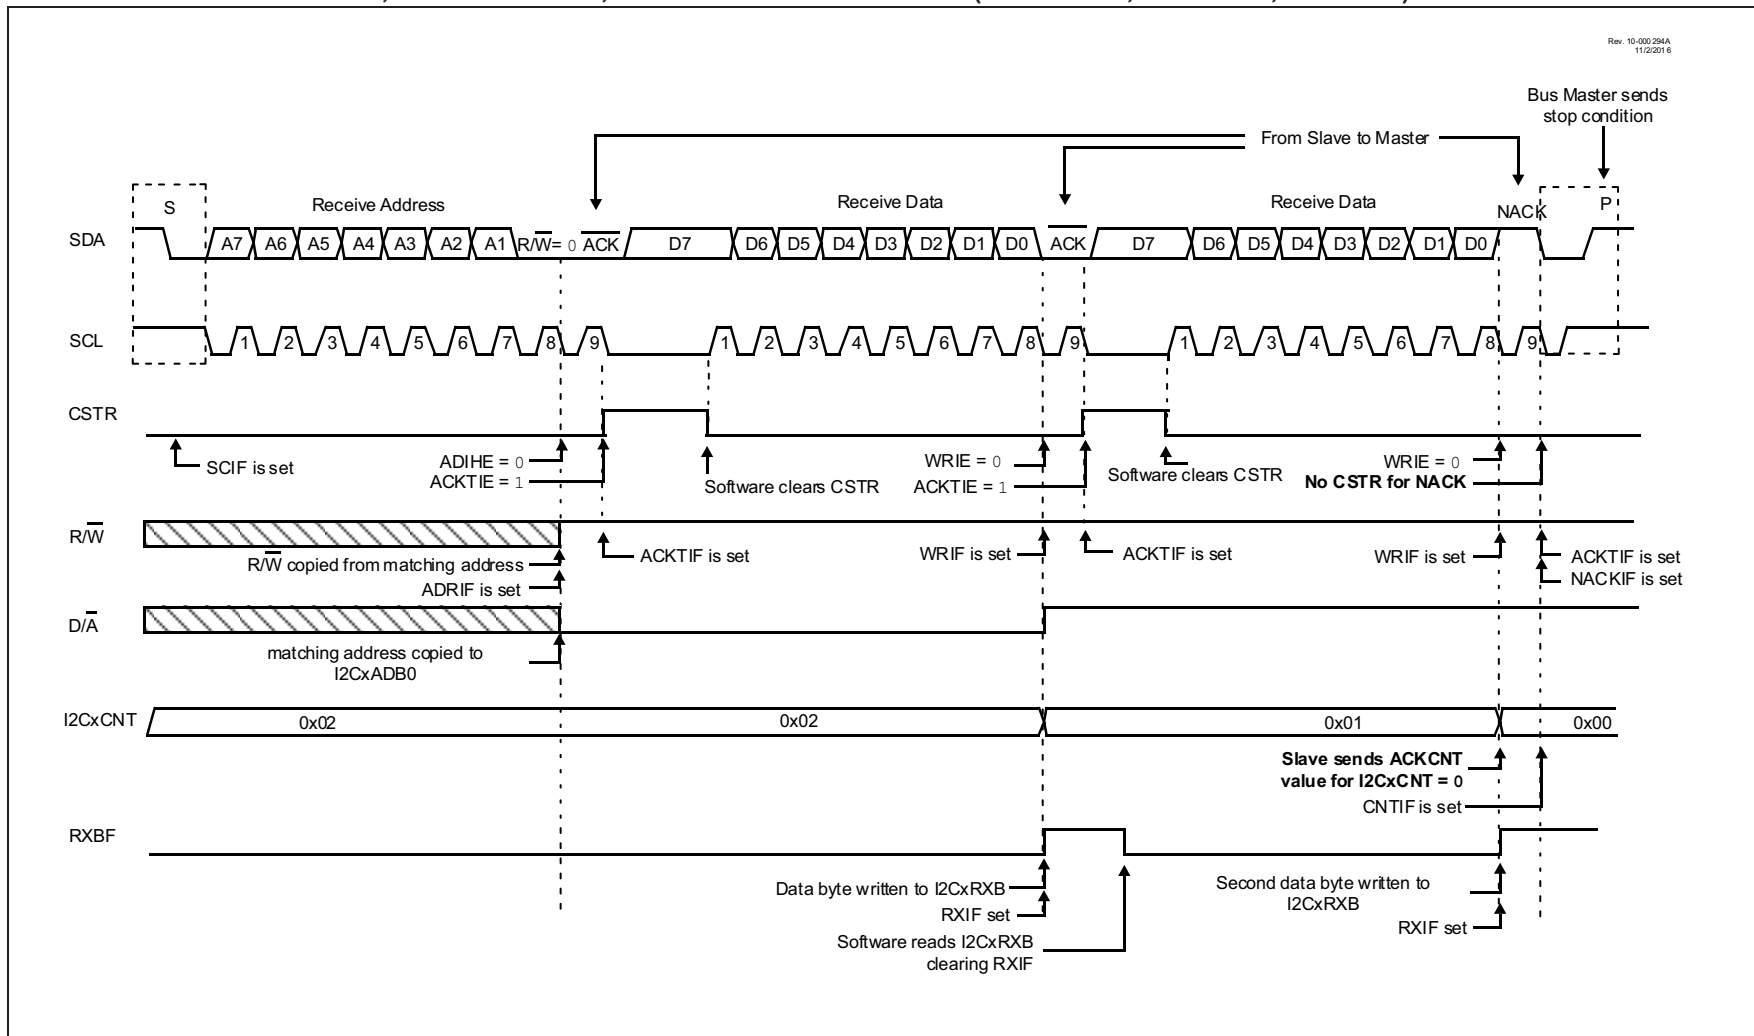 Rev. 10-000 294A
11/2/201 6
Bus Master sends
stop condition
From Slave to Master
S
Receive Address
Receive Data
Receive Data
NACK
P
SDA
A7 A6 A5 A4 A3 A2 A1 R/W= 0 ACK D7 D6 D5 D4 D3 D2 D1 D0 ACK D7 D6 D5 D4 D3 D2 D1 D0
SCL
1 2 3 4 5 6 7 8 9 1 2 3 4 5 6 7 8 9 1 2 3 4 5 6 7 8 9
CSTR
SCIF is set
ADIHE = 0
ACKTIE = 1
Software clears CSTR
WRIE = 0
ACKTIE = 1
Software clears CSTR
WRIE = 0
No CSTR for NACK
R/W
R/W copied from matching address
ADRIF is set
ACKTIF is set
WRIF is set
ACKTIF is set
WRIF is set
ACKTIF is set
NACKIF is set
D/A
matching address copied to
I2CxADB0
I2CxCNT
0x02
0x02
0x01
0x00
Slave sends ACKCNT
value for I2CxCNT = 0
CNTIF is set
RXBF
Data byte written to I2CxRXB
RXIF set
Software reads I2CxRXB
clearing RXIF
Second data byte written to
I2CxRXB
RXIF set